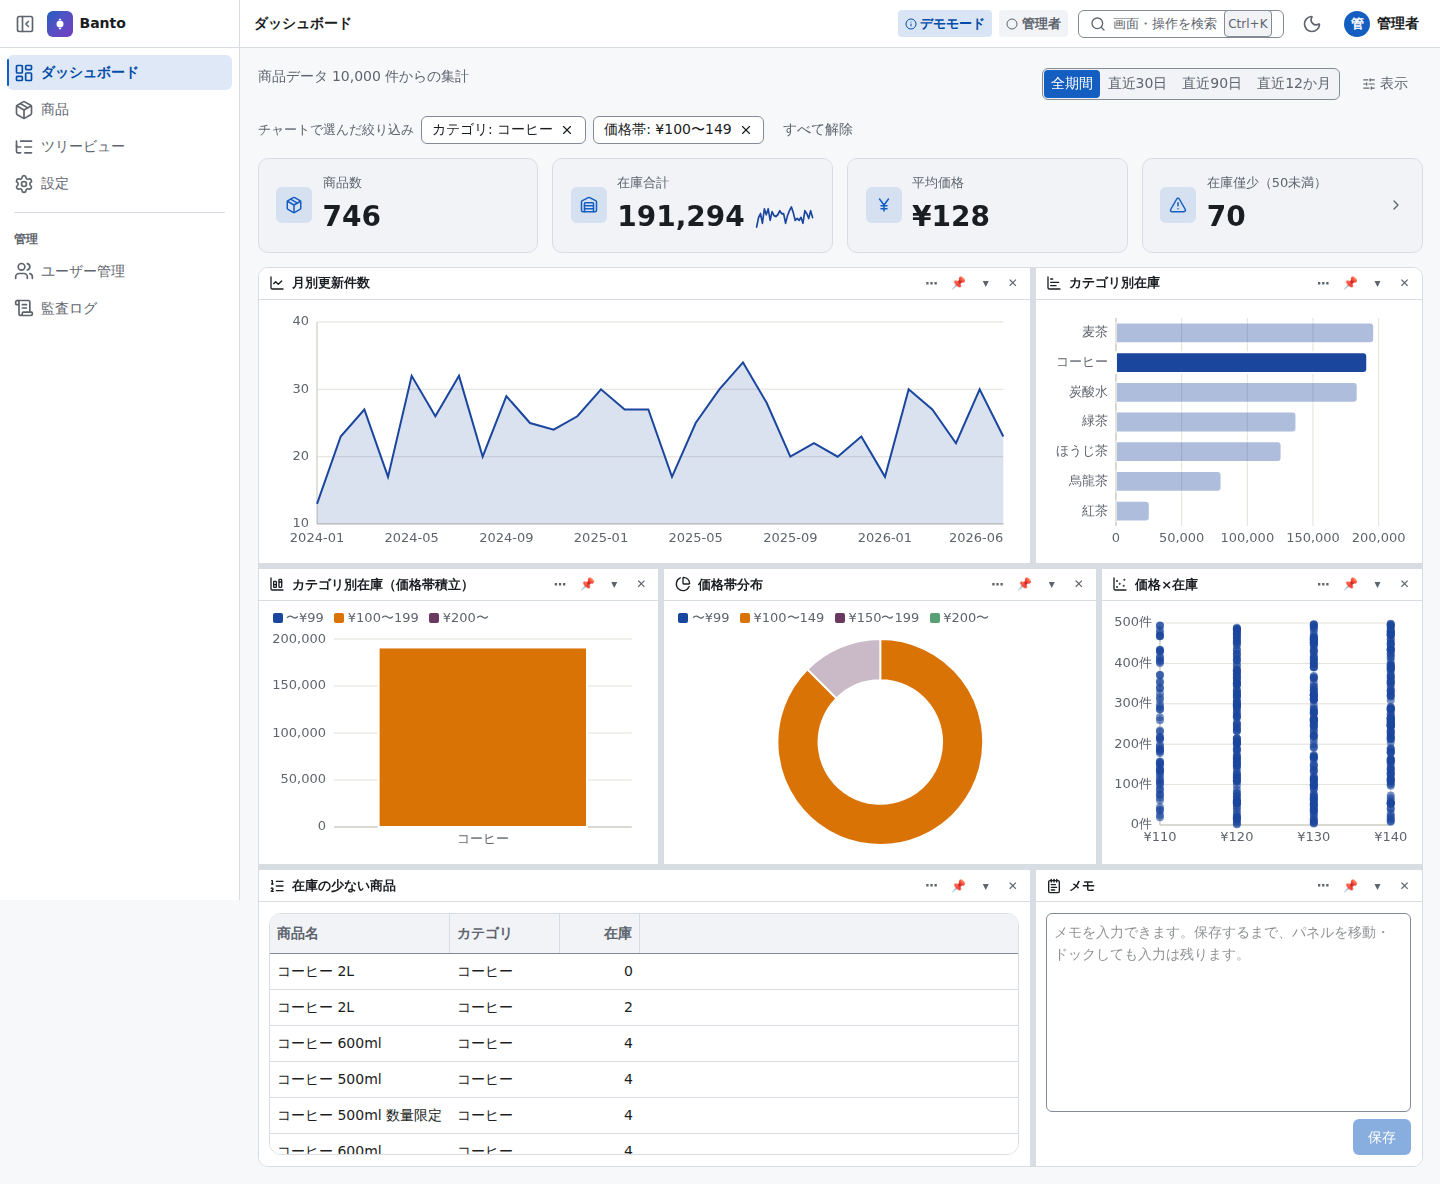 Banto
ダッシュボード
デモモード
管理者
画面・操作を検索 Ctrl+K
管 管理者
ダッシュボード
商品
ツリービュー
設定
管理
ユーザー管理
監査ログ
商品データ 10,000 件からの集計
全期間 直近30日 直近90日 直近12か月
表示
チャートで選んだ絞り込み カテゴリ: コーヒー × 価格帯: ¥100〜149 × すべて解除
商品数
746
在庫合計
191,294
平均価格
¥128
在庫僅少（50未満）
70
月別更新件数
40
30
20
10
2024-01 2024-05 2024-09 2025-01 2025-05 2025-09 2026-01 2026-06
カテゴリ別在庫
麦茶
コーヒー
炭酸水
緑茶
ほうじ茶
烏龍茶
紅茶
0 50,000 100,000 150,000 200,000
カテゴリ別在庫（価格帯積立）
〜¥99 ¥100〜199 ¥200〜
200,000
150,000
100,000
50,000
0
コーヒー
価格帯分布
〜¥99 ¥100〜149 ¥150〜199 ¥200〜
価格×在庫
500件
400件
300件
200件
100件
0件
¥110 ¥120 ¥130 ¥140
在庫の少ない商品
商品名 カテゴリ 在庫
コーヒー 2L コーヒー 0
コーヒー 2L コーヒー 2
コーヒー 600ml コーヒー 4
コーヒー 500ml コーヒー 4
コーヒー 500ml 数量限定 コーヒー 4
コーヒー 600ml コーヒー 4
メモ
メモを入力できます。保存するまで、パネルを移動・
ドックしても入力は残ります。
保存